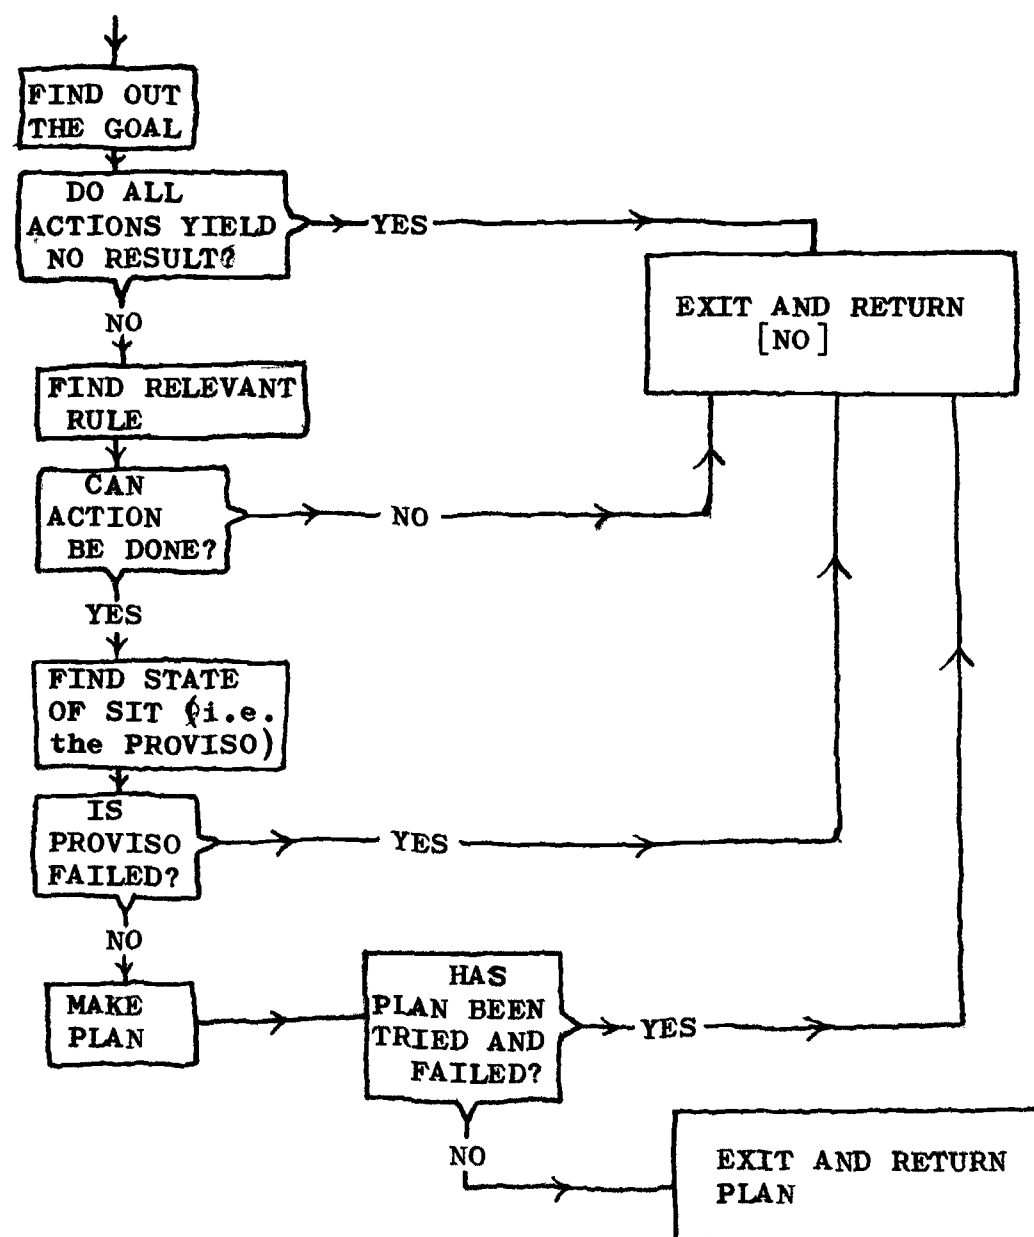 FIND OUT
THE GOAL
DO ALL
ACTIONS YIELD
NO RESULT?
YES
EXIT AND RETURN
[NO]
NO
FIND RELEVANT
RULE
CAN
ACTION
BE DONE?
NO
YES
FIND STATE
OF SIT (i.e.
the PROVISO)
IS
PROVISO
FAILED?
YES
NO
MAKE
PLAN
HAS
PLAN BEEN
TRIED AND
FAILED?
YES
NO
EXIT AND RETURN
PLAN